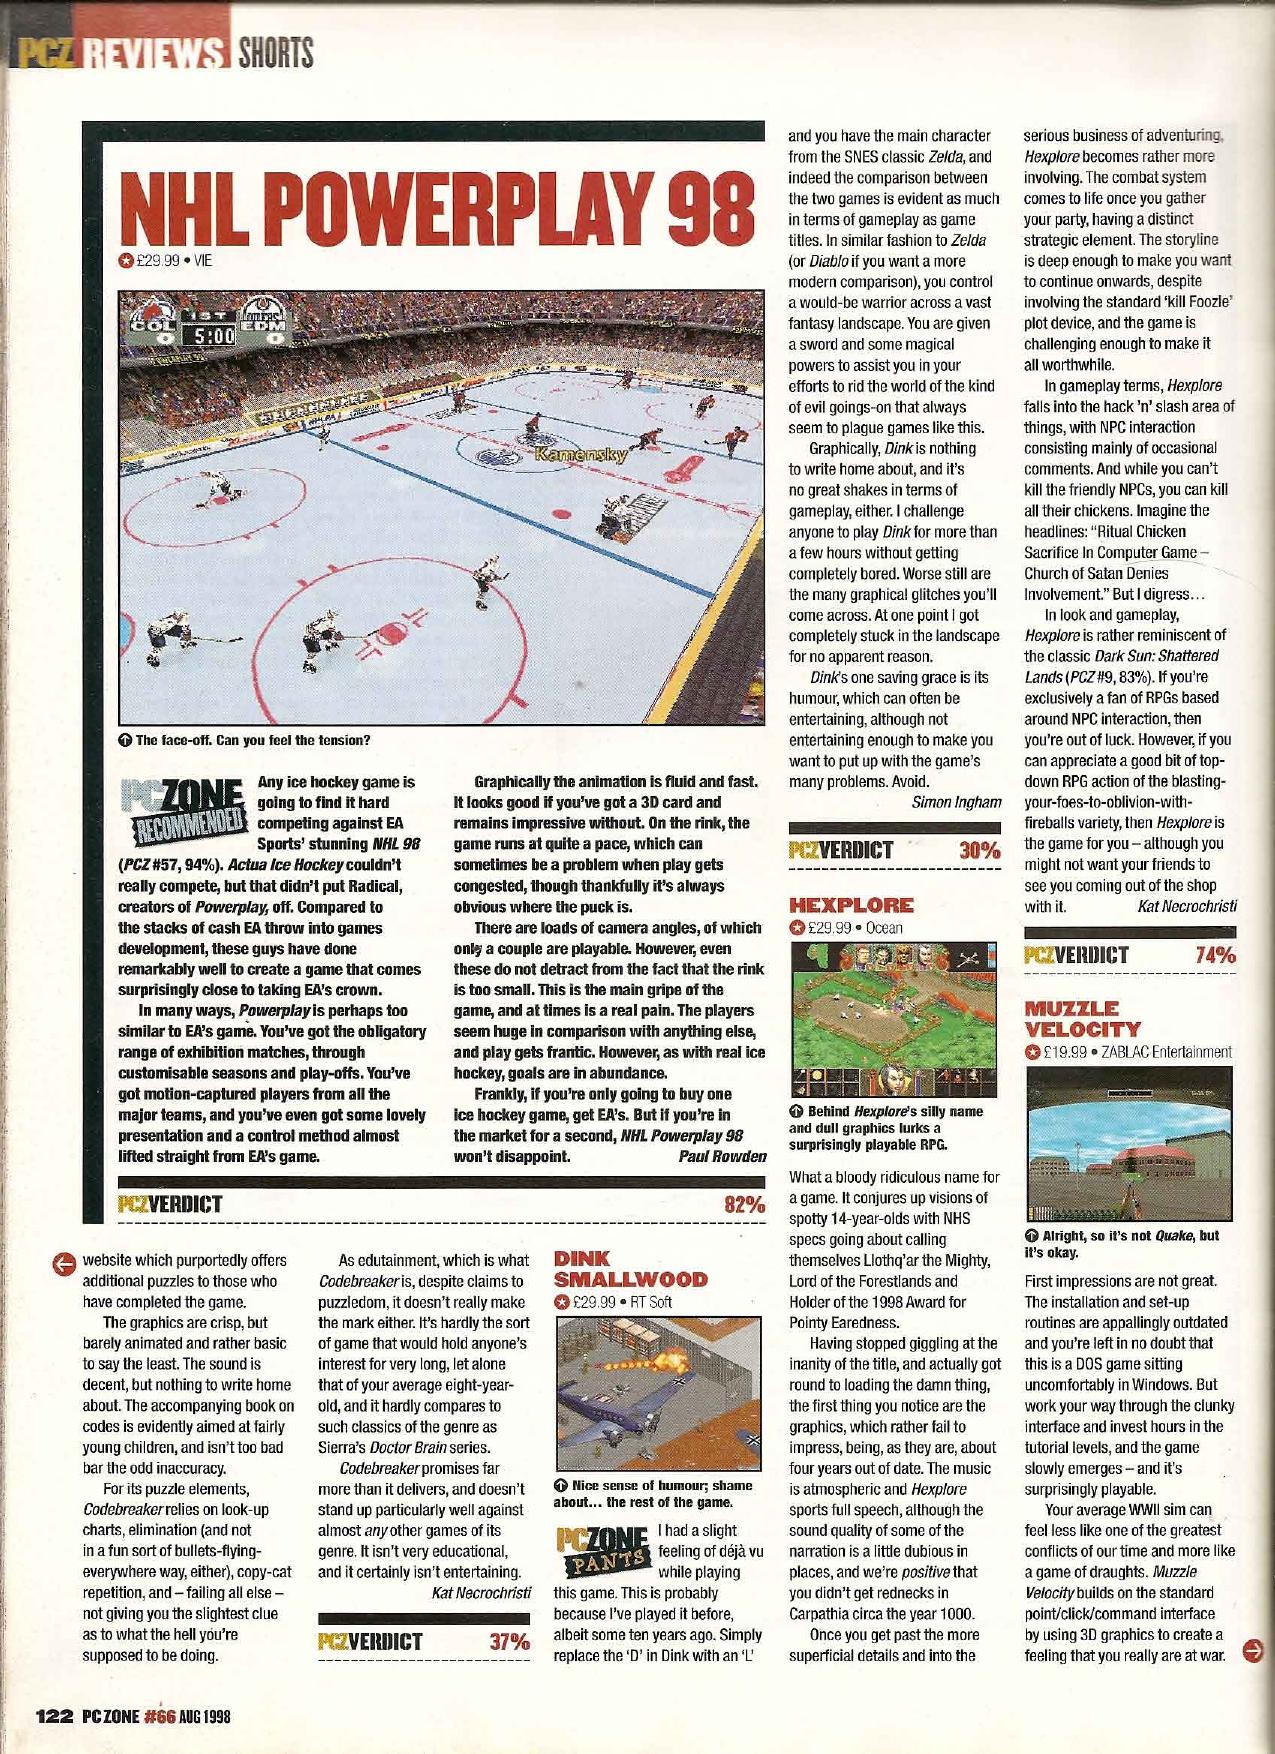 PCZ REVIEWS SHORTS
NHL POWERPLAY 98
£29.99 • VIE
COL 1ST EDM
0 5:00 0
Kamensky
The face-off. Can you feel the tension?
PCZONE
RECOMMENDED
Any ice hockey game is
going to find it hard
competing against EA
Sports' stunning NHL 98
(PCZ #57, 94%). Actua Ice Hockey couldn't
really compete, but that didn't put Radical,
creators of Powerplay, off. Compared to
the stacks of cash EA throw into games
development, these guys have done
remarkably well to create a game that comes
surprisingly close to taking EA's crown.
In many ways, Powerplay is perhaps too
similar to EA's game. You've got the obligatory
range of exhibition matches, through
customisable seasons and play-offs. You've
got motion-captured players from all the
major teams, and you've even got some lovely
presentation and a control method almost
lifted straight from EA's game.
Graphically the animation is fluid and fast.
It looks good if you've got a 3D card and
remains impressive without. On the rink, the
game runs at quite a pace, which can
sometimes be a problem when play gets
congested, though thankfully it's always
obvious where the puck is.
There are loads of camera angles, of which
only a couple are playable. However, even
these do not detract from the fact that the rink
is too small. This is the main gripe of the
game, and at times is a real pain. The players
seem huge in comparison with anything else,
and play gets frantic. However, as with real ice
hockey, goals are in abundance.
Frankly, if you're only going to buy one
ice hockey game, get EA's. But if you're in
the market for a second, NHL Powerplay 98
won't disappoint. Paul Rowden
PCZVERDICT 82%
website which purportedly offers
additional puzzles to those who
have completed the game.
The graphics are crisp, but
barely animated and rather basic
to say the least. The sound is
decent, but nothing to write home
about. The accompanying book on
codes is evidently aimed at fairly
young children, and isn't too bad
bar the odd inaccuracy.
For its puzzle elements,
Codebreaker relies on look-up
charts, elimination (and not
in a fun sort of bullets-flying-
everywhere way, either), copy-cat
repetition, and – failing all else –
not giving you the slightest clue
as to what the hell you're
supposed to be doing.
As edutainment, which is what
Codebreaker is, despite claims to
puzzledom, it doesn't really make
the mark either. It's hardly the sort
of game that would hold anyone's
interest for very long, let alone
that of your average eight-year-
old, and it hardly compares to
such classics of the genre as
Sierra's Doctor Brain series.
Codebreaker promises far
more than it delivers, and doesn't
stand up particularly well against
almost any other games of its
genre. It isn't very educational,
and it certainly isn't entertaining.
Kat Necrochristi
PCZVERDICT 37%
DINK
SMALLWOOD
£29.99 • RT Soft
Nice sense of humour; shame
about... the rest of the game.
PCZONE
PANTS
I had a slight
feeling of déjà vu
while playing
this game. This is probably
because I've played it before,
albeit some ten years ago. Simply
replace the 'D' in Dink with an 'L'
and you have the main character
from the SNES classic Zelda, and
indeed the comparison between
the two games is evident as much
in terms of gameplay as game
titles. In similar fashion to Zelda
(or Diablo if you want a more
modern comparison), you control
a would-be warrior across a vast
fantasy landscape. You are given
a sword and some magical
powers to assist you in your
efforts to rid the world of the kind
of evil goings-on that always
seem to plague games like this.
Graphically, Dink is nothing
to write home about, and it's
no great shakes in terms of
gameplay, either. I challenge
anyone to play Dink for more than
a few hours without getting
completely bored. Worse still are
the many graphical glitches you'll
come across. At one point I got
completely stuck in the landscape
for no apparent reason.
Dink's one saving grace is its
humour, which can often be
entertaining, although not
entertaining enough to make you
want to put up with the game's
many problems. Avoid.
Simon Ingham
PCZVERDICT 30%
HEXPLORE
£29.99 • Ocean
Behind Hexplore's silly name
and dull graphics lurks a
surprisingly playable RPG.
What a bloody ridiculous name for
a game. It conjures up visions of
spotty 14-year-olds with NHS
specs going about calling
themselves Llothq'ar the Mighty,
Lord of the Forestlands and
Holder of the 1998 Award for
Pointy Earedness.
Having stopped giggling at the
inanity of the title, and actually got
round to loading the damn thing,
the first thing you notice are the
graphics, which rather fail to
impress, being, as they are, about
four years out of date. The music
is atmospheric and Hexplore
sports full speech, although the
sound quality of some of the
narration is a little dubious in
places, and we're positive that
you didn't get rednecks in
Carpathia circa the year 1000.
Once you get past the more
superficial details and into the
serious business of adventuring,
Hexplore becomes rather more
involving. The combat system
comes to life once you gather
your party, having a distinct
strategic element. The storyline
is deep enough to make you want
to continue onwards, despite
involving the standard 'kill Foozle'
plot device, and the game is
challenging enough to make it
all worthwhile.
In gameplay terms, Hexplore
falls into the hack 'n' slash area of
things, with NPC interaction
consisting mainly of occasional
comments. And while you can't
kill the friendly NPCs, you can kill
all their chickens. Imagine the
headlines: "Ritual Chicken
Sacrifice In Computer Game –
Church of Satan Denies
Involvement." But I digress...
In look and gameplay,
Hexplore is rather reminiscent of
the classic Dark Sun: Shattered
Lands (PCZ #9, 83%). If you're
exclusively a fan of RPGs based
around NPC interaction, then
you're out of luck. However, if you
can appreciate a good bit of top-
down RPG action of the blasting-
your-foes-to-oblivion-with-
fireballs variety, then Hexplore is
the game for you – although you
might not want your friends to
see you coming out of the shop
with it. Kat Necrochristi
PCZVERDICT 74%
MUZZLE
VELOCITY
£19.99 • ZABLAC Entertainment
Alright, so it's not Quake, but
it's okay.
First impressions are not great.
The installation and set-up
routines are appallingly outdated
and you're left in no doubt that
this is a DOS game sitting
uncomfortably in Windows. But
work your way through the clunky
interface and invest hours in the
tutorial levels, and the game
slowly emerges – and it's
surprisingly playable.
Your average WWII sim can
feel less like one of the greatest
conflicts of our time and more like
a game of draughts. Muzzle
Velocity builds on the standard
point/click/command interface
by using 3D graphics to create a
feeling that you really are at war.
122 PC ZONE #66 AUG 1998